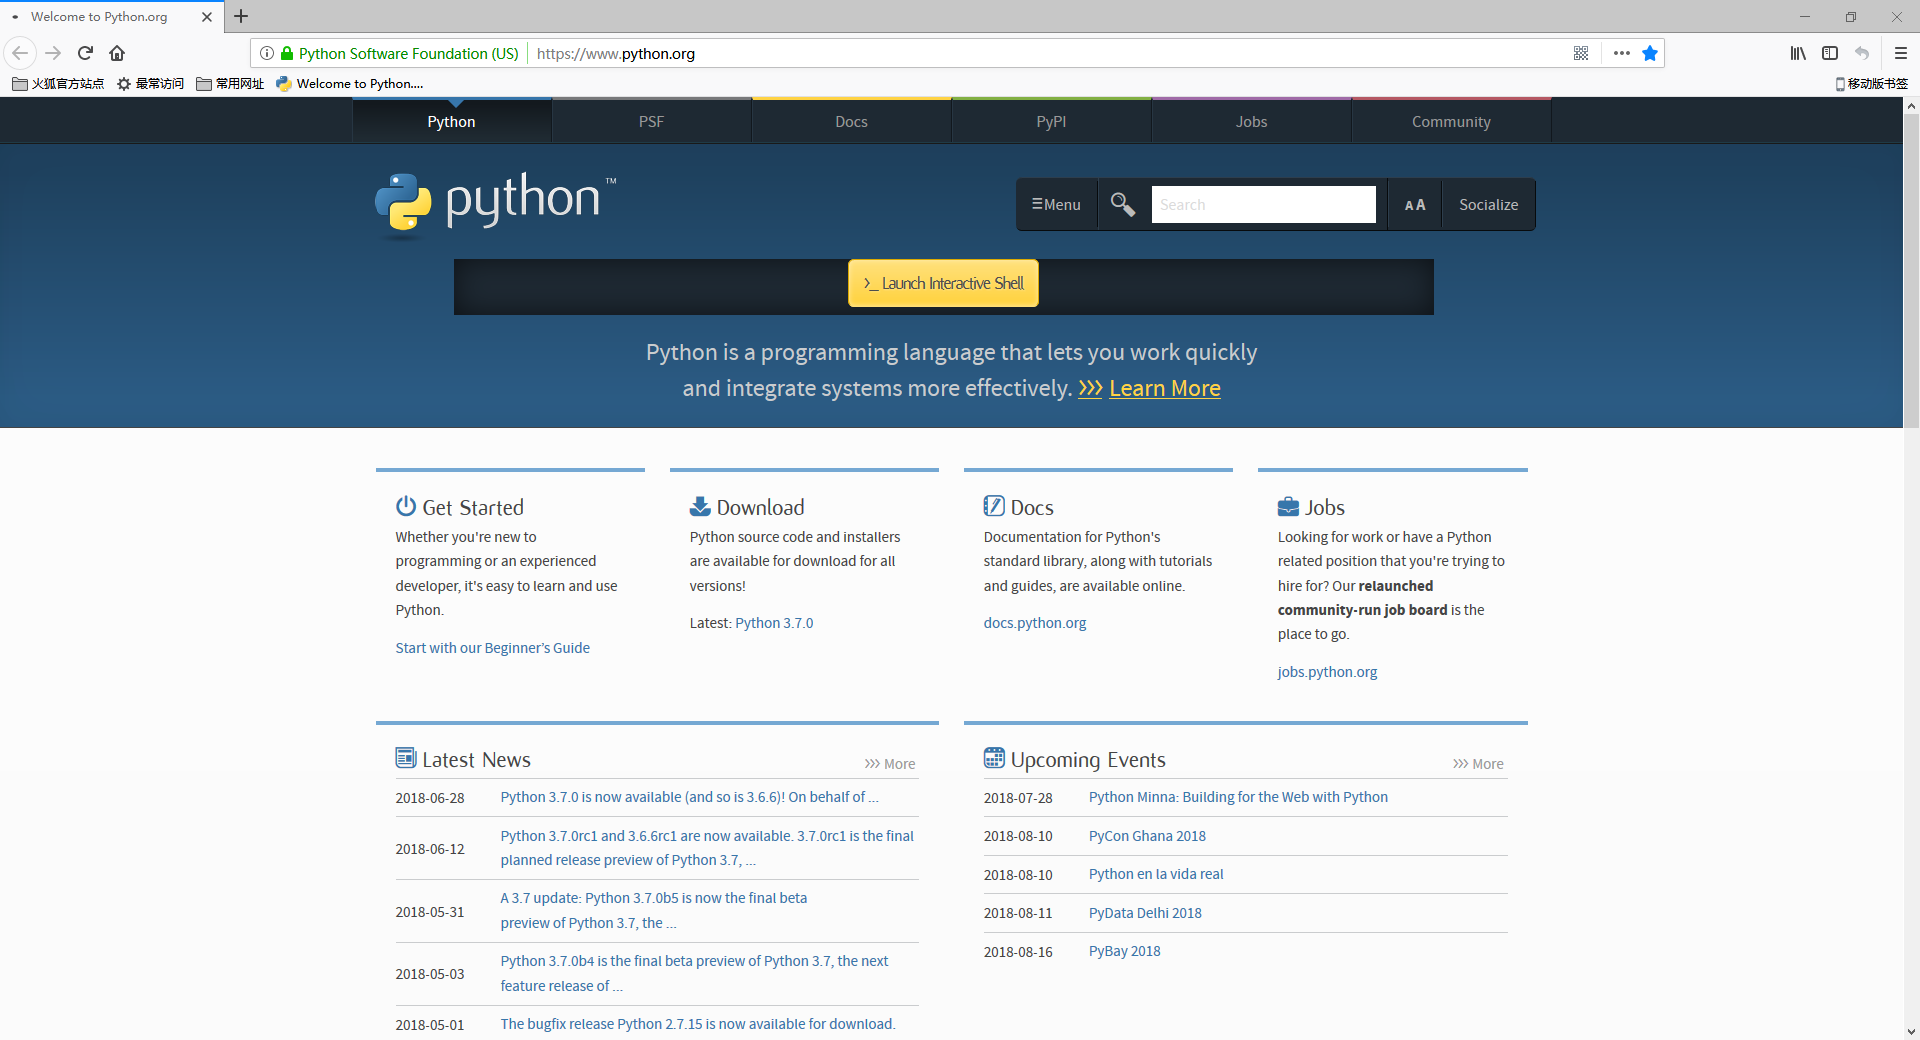 Welcome to Python.org
Python Software Foundation (US)
https://www.python.org
火狐官方站点
最常访问
常用网址
Welcome to Python....
移动版书签
Python
PSF
Docs
PyPI
Jobs
Community
python™
Menu
Search
A A
Socialize
>_ Launch Interactive Shell
Python is a programming language that lets you work quickly
and integrate systems more effectively. >>> Learn More
Get Started
Whether you're new to
programming or an experienced
developer, it's easy to learn and use
Python.
Start with our Beginner's Guide
Download
Python source code and installers
are available for download for all
versions!
Latest: Python 3.7.0
Docs
Documentation for Python's
standard library, along with tutorials
and guides, are available online.
docs.python.org
Jobs
Looking for work or have a Python
related position that you're trying to
hire for? Our relaunched
community-run job board is the
place to go.
jobs.python.org
Latest News
>>> More
2018-06-28
Python 3.7.0 is now available (and so is 3.6.6)! On behalf of ...
2018-06-12
Python 3.7.0rc1 and 3.6.6rc1 are now available. 3.7.0rc1 is the final
planned release preview of Python 3.7, ...
2018-05-31
A 3.7 update: Python 3.7.0b5 is now the final beta
preview of Python 3.7, the ...
2018-05-03
Python 3.7.0b4 is the final beta preview of Python 3.7, the next
feature release of ...
2018-05-01
The bugfix release Python 2.7.15 is now available for download.
Upcoming Events
>>> More
2018-07-28
Python Minna: Building for the Web with Python
2018-08-10
PyCon Ghana 2018
2018-08-10
Python en la vida real
2018-08-11
PyData Delhi 2018
2018-08-16
PyBay 2018